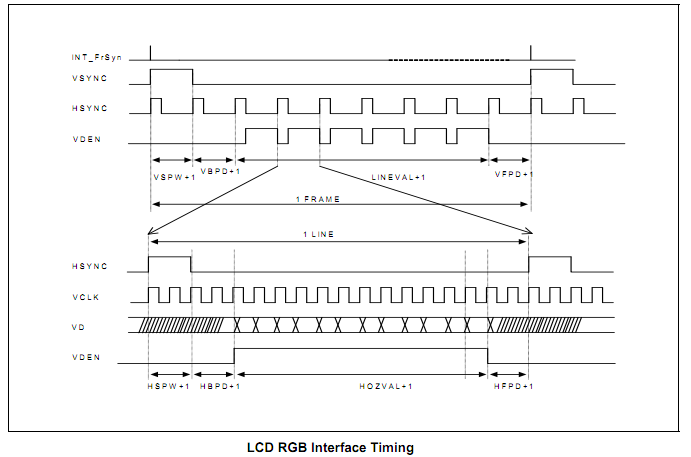 INT_FrSyn
VSYNC
HSYNC
VDEN
VSPW+1
VBPD+1
LINEVAL+1
VFPD+1
1 FRAME
1 LINE
HSYNC
VCLK
VD
VDEN
HSPW+1
HBPD+1
HOZVAL+1
HFPD+1
LCD RGB Interface Timing